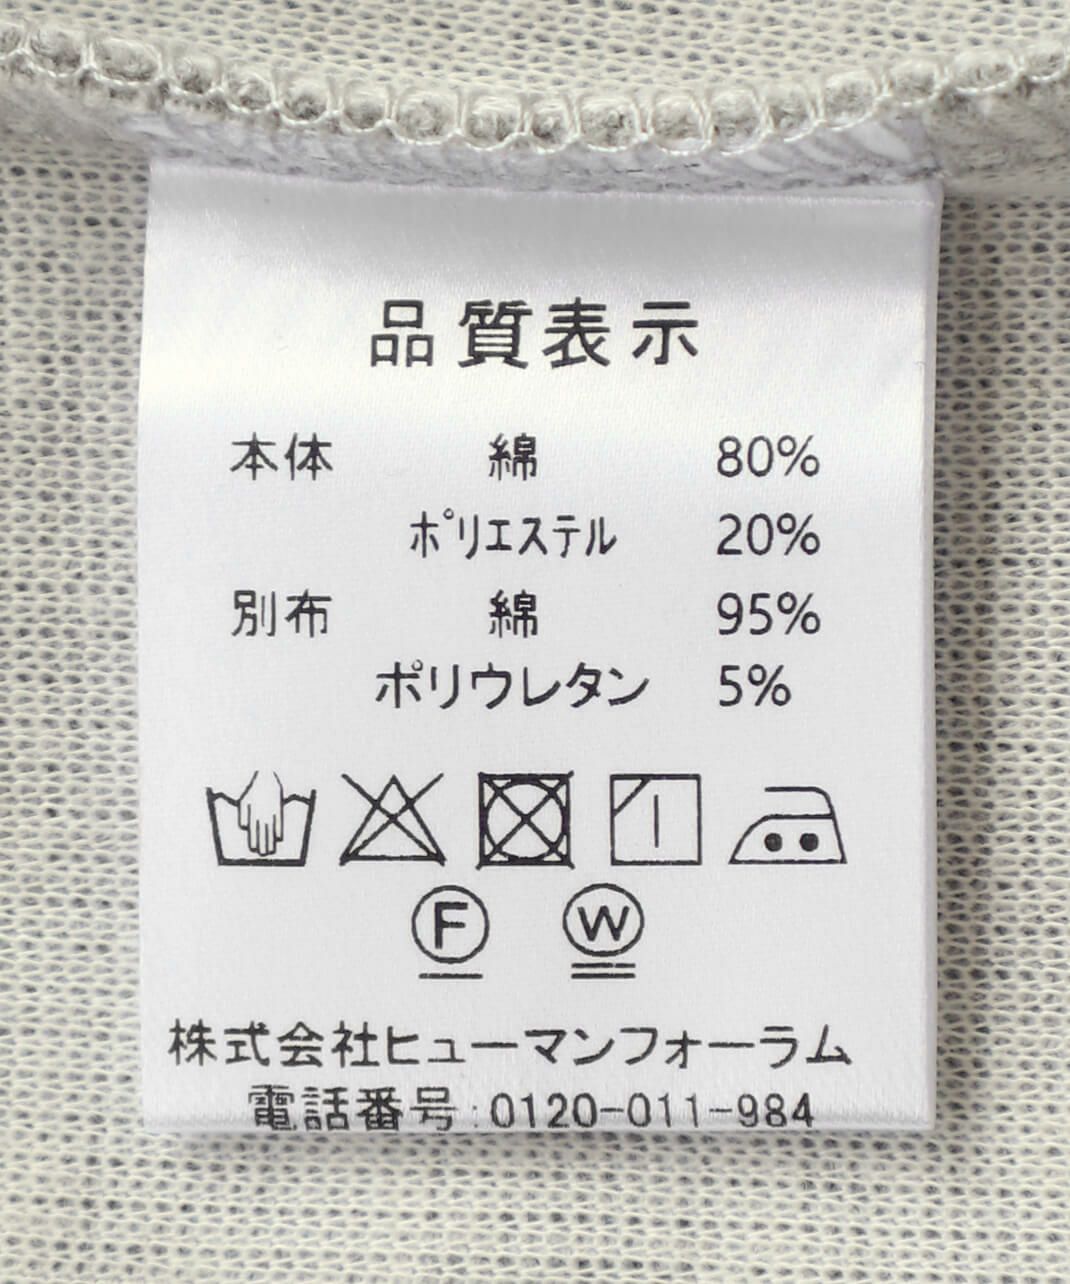 品質表示
本体 綿 80%
ポリエステル 20%
別布 綿 95%
ポリウレタン 5%
F W
株式会社ヒューマンフォーラム
電話番号:0120-011-984